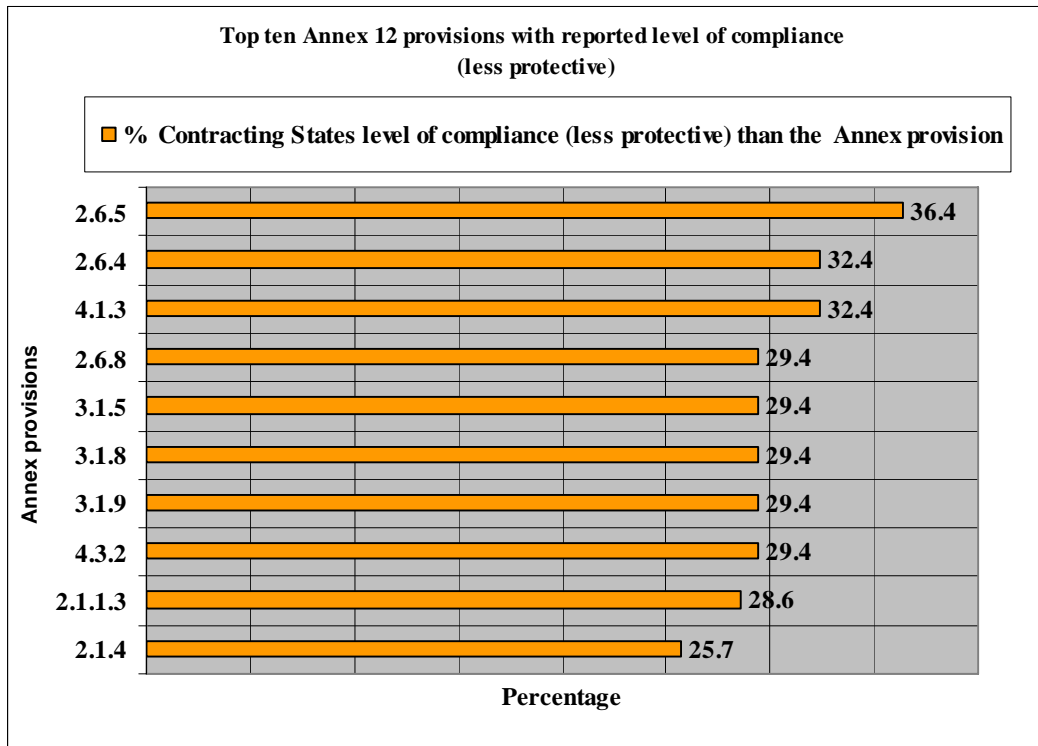 Top ten Annex 12 provisions with reported level of compliance
(less protective)
% Contracting States level of compliance (less protective) than the Annex provision
Annex provisions
2.6.5 36.4
2.6.4 32.4
4.1.3 32.4
2.6.8 29.4
3.1.5 29.4
3.1.8 29.4
3.1.9 29.4
4.3.2 29.4
2.1.1.3 28.6
2.1.4 25.7
Percentage